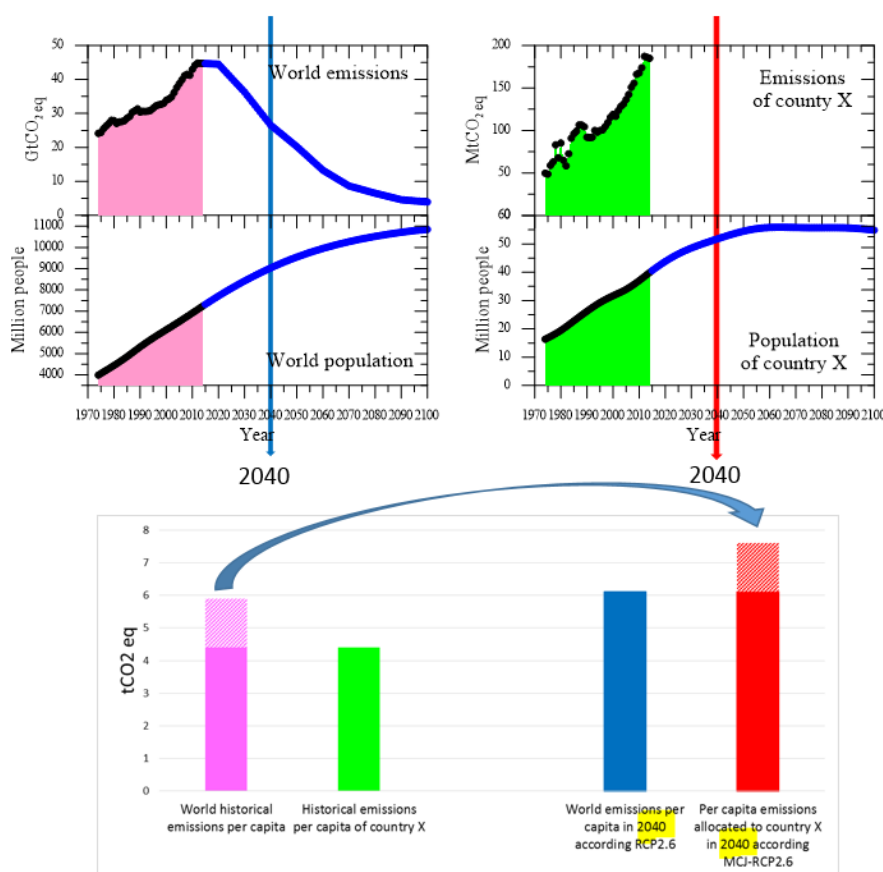 50
40
30
20
10
0
GtCO2 eq
World emissions
11000
10000
9000
8000
7000
6000
5000
4000
Million people
World population
1970 1980 1990 2000 2010 2020 2030 2040 2050 2060 2070 2080 2090 2100
Year
2040
200
150
100
50
60
MtCO2 eq
Emissions
of county X
50
40
30
20
10
0
Million people
Population
of country X
1970 1980 1990 2000 2010 2020 2030 2040 2050 2060 2070 2080 2090 2100
Year
2040
8
7
6
5
4
3
2
1
0
tCO2 eq
World historical
emissions per capita
Historical emissions
per capita of country X
World emissions per
capita in 2040
according RCP2.6
Per capita emissions
allocated to country X
in 2040 according
MCJ-RCP2.6